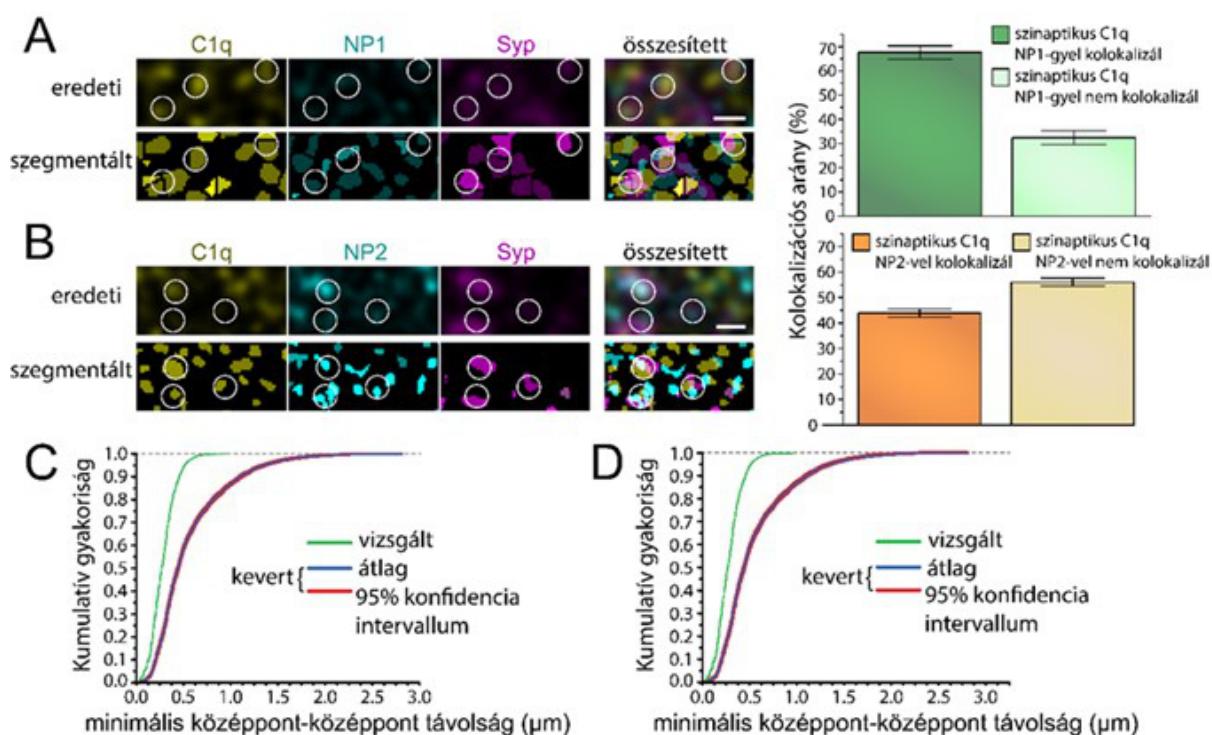 A
C1q NP1 Syp összesített
eredeti
szegmentált
B
C1q NP2 Syp összesített
eredeti
szegmentált
Kolokalizációs arány (%)
70
60
50
40
30
20
10
0
szinaptikus C1q
NP1-gyel kolokalizál
szinaptikus C1q
NP1-gyel nem kolokalizál
70
60
50
40
30
20
10
0
szinaptikus C1q
NP2-vel kolokalizál
szinaptikus C1q
NP2-vel nem kolokalizál
C
Kumulatív gyakoriság
1.0
0.9
0.8
0.7
0.6
0.5
0.4
0.3
0.2
0.1
0.0
vizsgált
kevert
átlag
95% konfidencia
intervallum
0.0 0.5 1.0 1.5 2.0 2.5 3.0
minimális középpont-középpont távolság (µm)
D
Kumulatív gyakoriság
1.0
0.9
0.8
0.7
0.6
0.5
0.4
0.3
0.2
0.1
0.0
vizsgált
kevert
átlag
95% konfidencia
intervallum
0.0 0.5 1.0 1.5 2.0 2.5 3.0
minimális középpont-középpont távolság (µm)